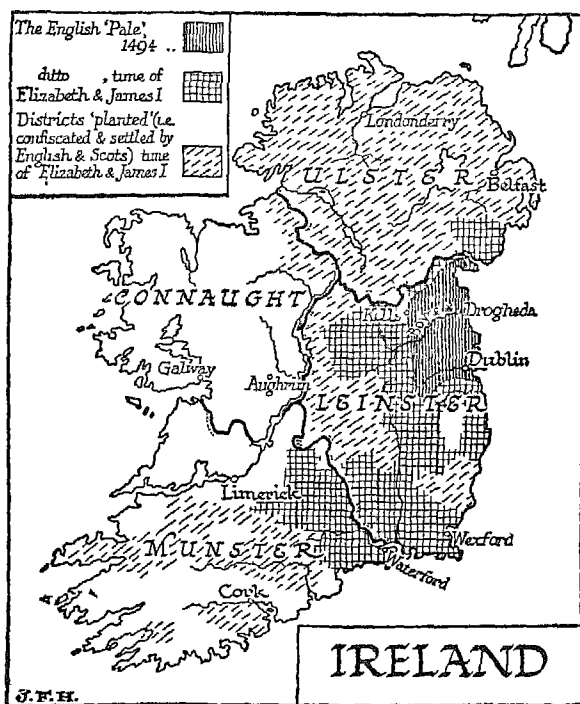 The English 'Pale',
1494 ..
ditto , time of
Elizabeth & James I
Districts 'planted' (i.e.
confiscated & settled by
English & Scots) time
of Elizabeth & James I
Londonderry
ULSTER
Belfast
CONNAUGHT
Kells
Drogheda
Galway
Dublin
Aughrim
LEINSTER
Limerick
Wexford
MUNSTER
Waterford
Cork
IRELAND
J.F.H.